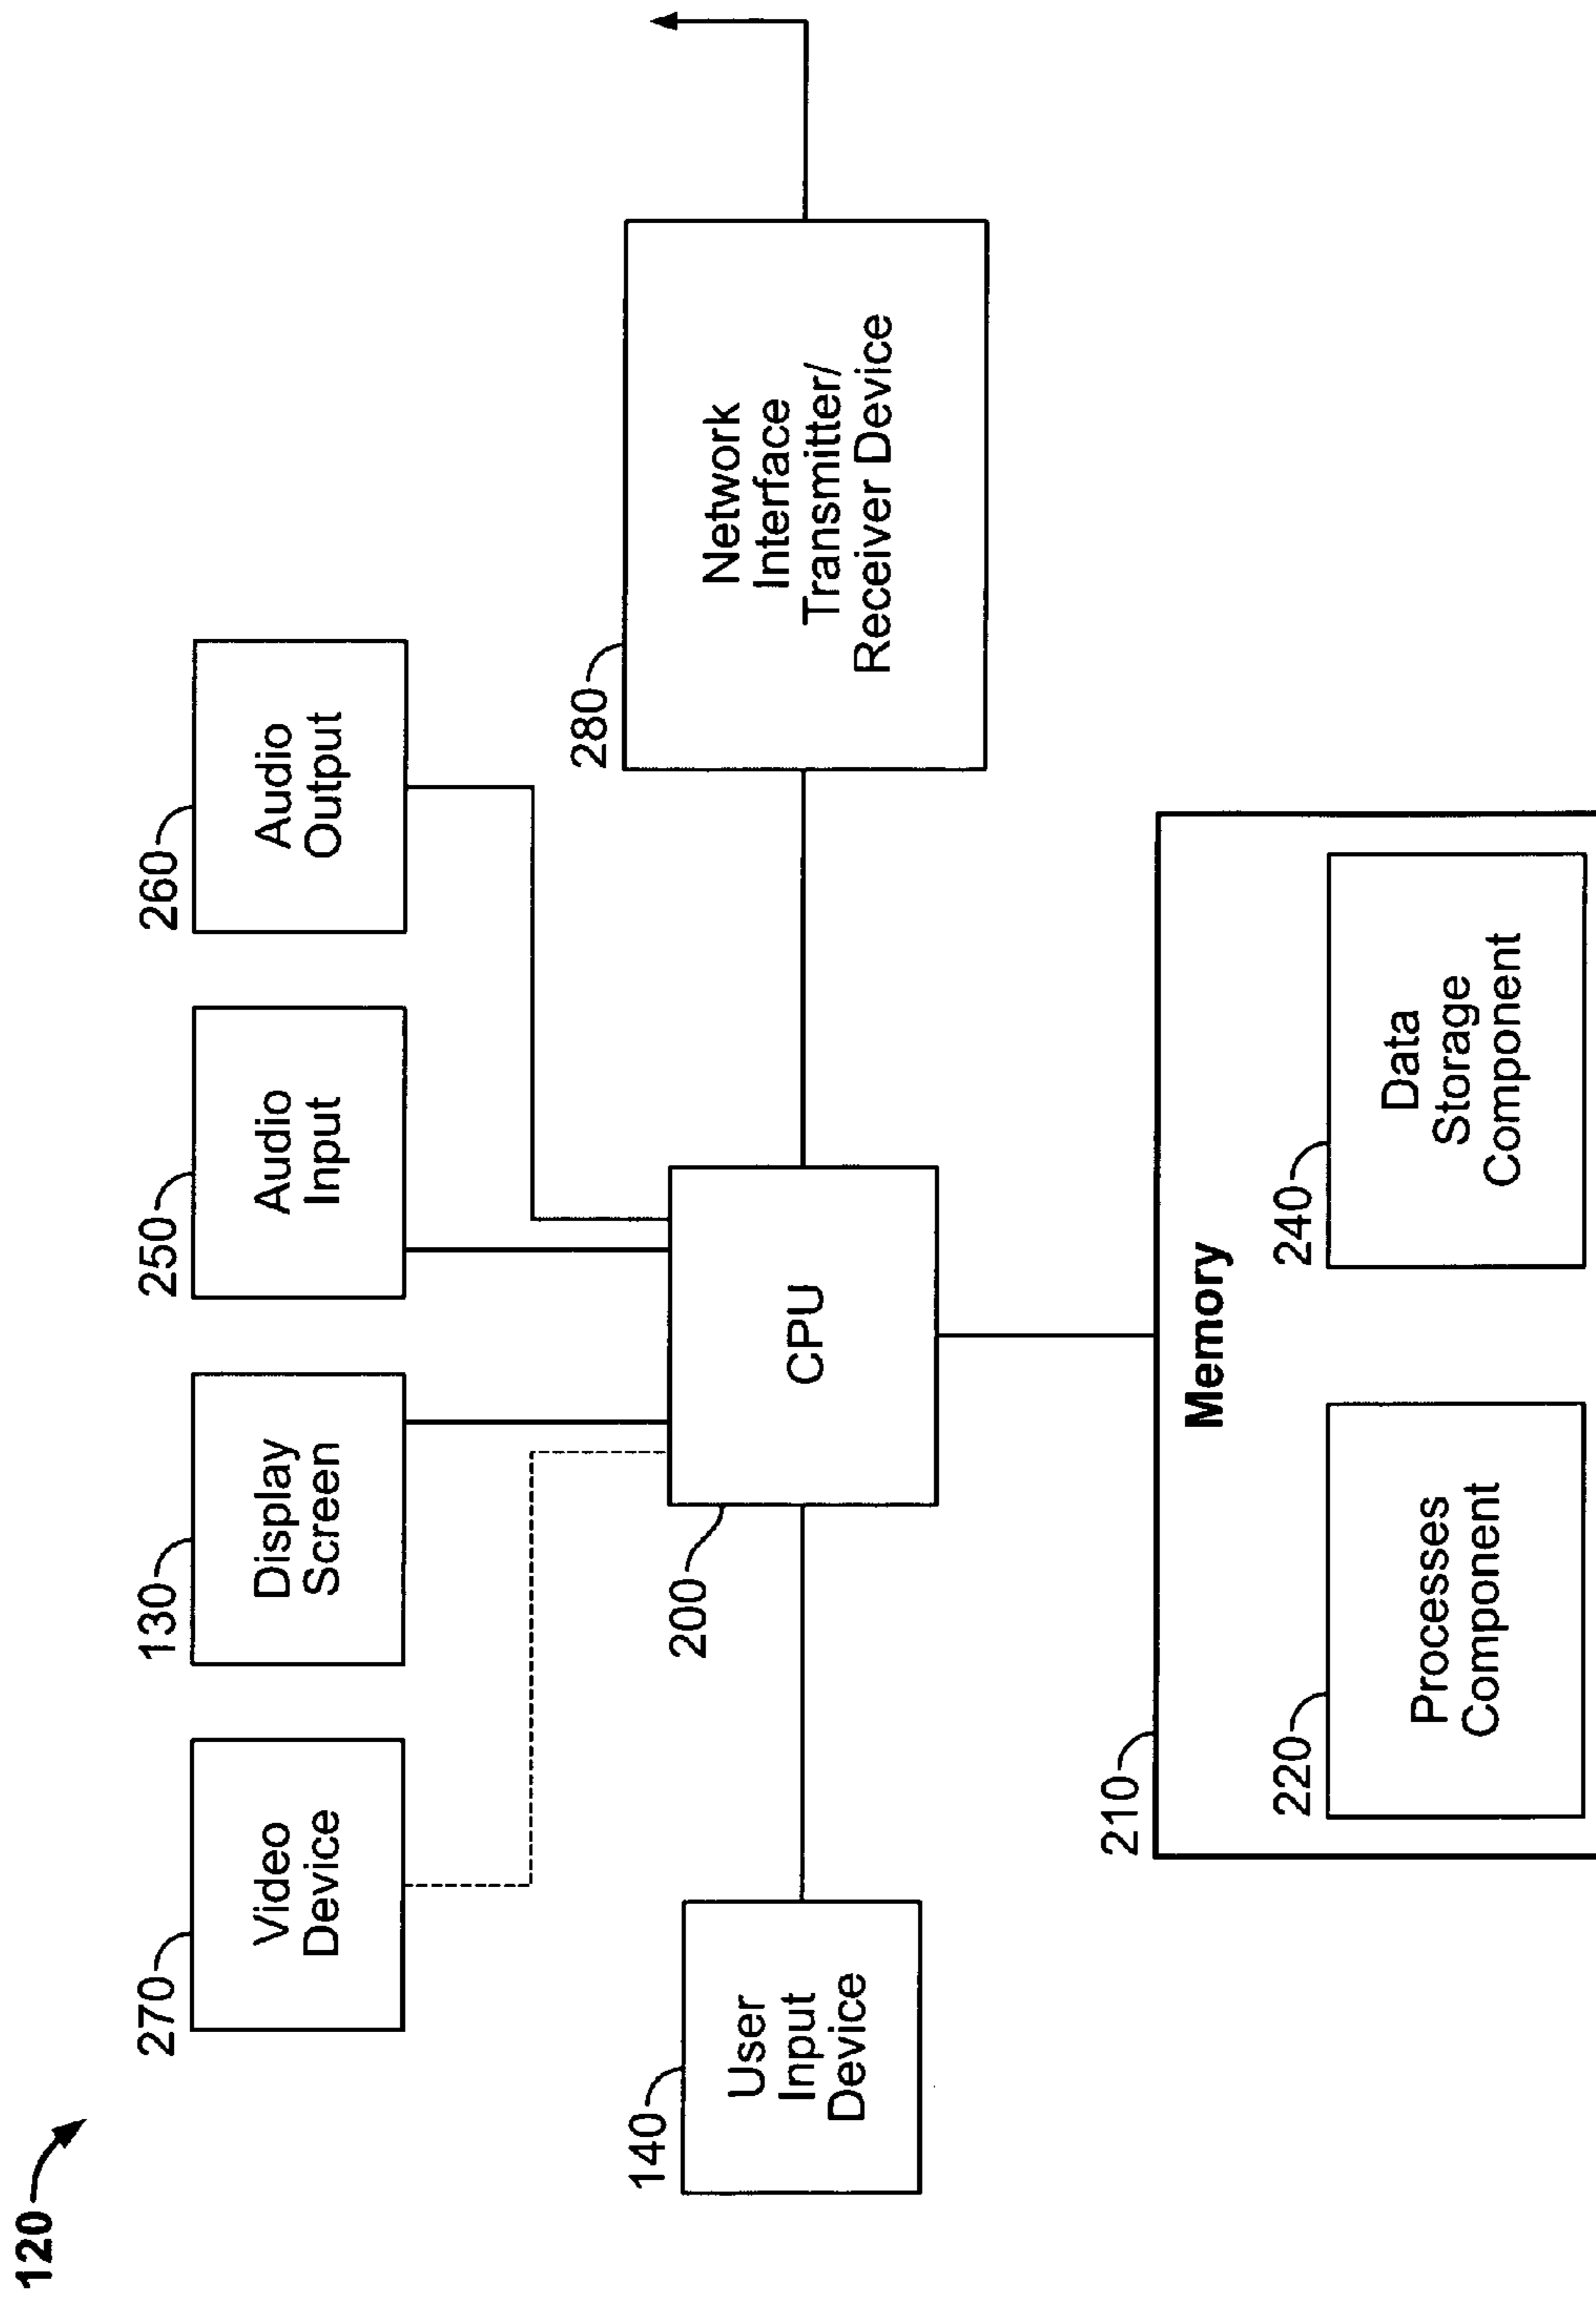 120
270
Video
Device
130
Display
Screen
250
Audio
Input
260
Audio
Output
140
User
Input
Device
200
CPU
280
Network
Interface
Transmitter/
Receiver Device
210
Memory
220
Processes
Component
240
Data
Storage
Component